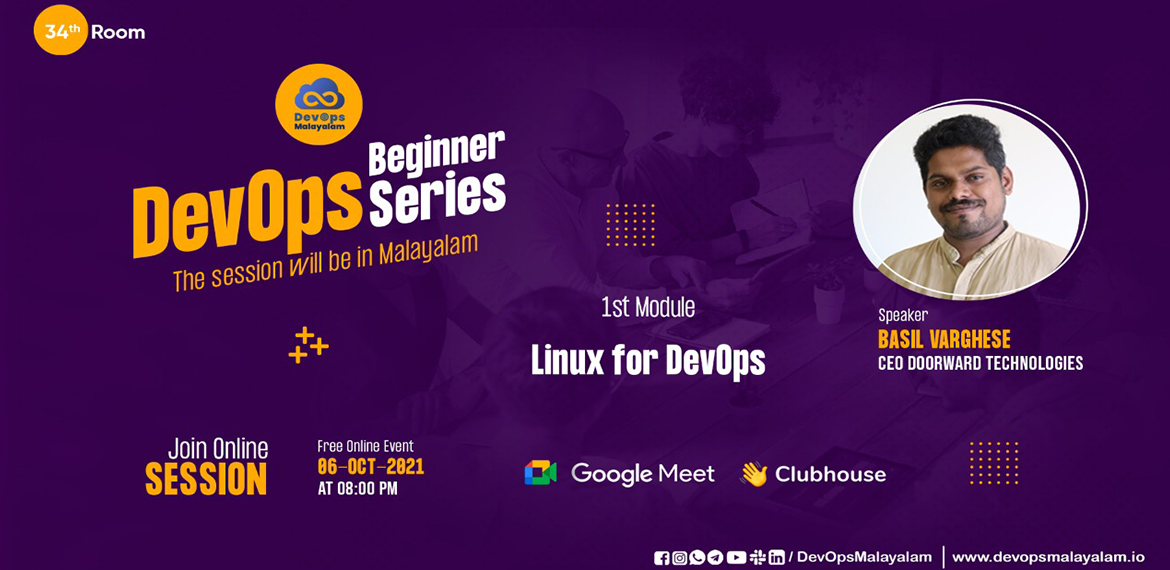 34th Room
DevOps
Malayalam
Beginner
DevOps Series
The session will be in Malayalam
1st Module
Linux for DevOps
Speaker
BASIL VARGHESE
CEO DOORWARD TECHNOLOGIES
Join Online
SESSION
Free Online Event
06-OCT-2021
AT 08:00 PM
Google Meet
Clubhouse
/ DevOpsMalayalam | www.devopsmalayalam.io